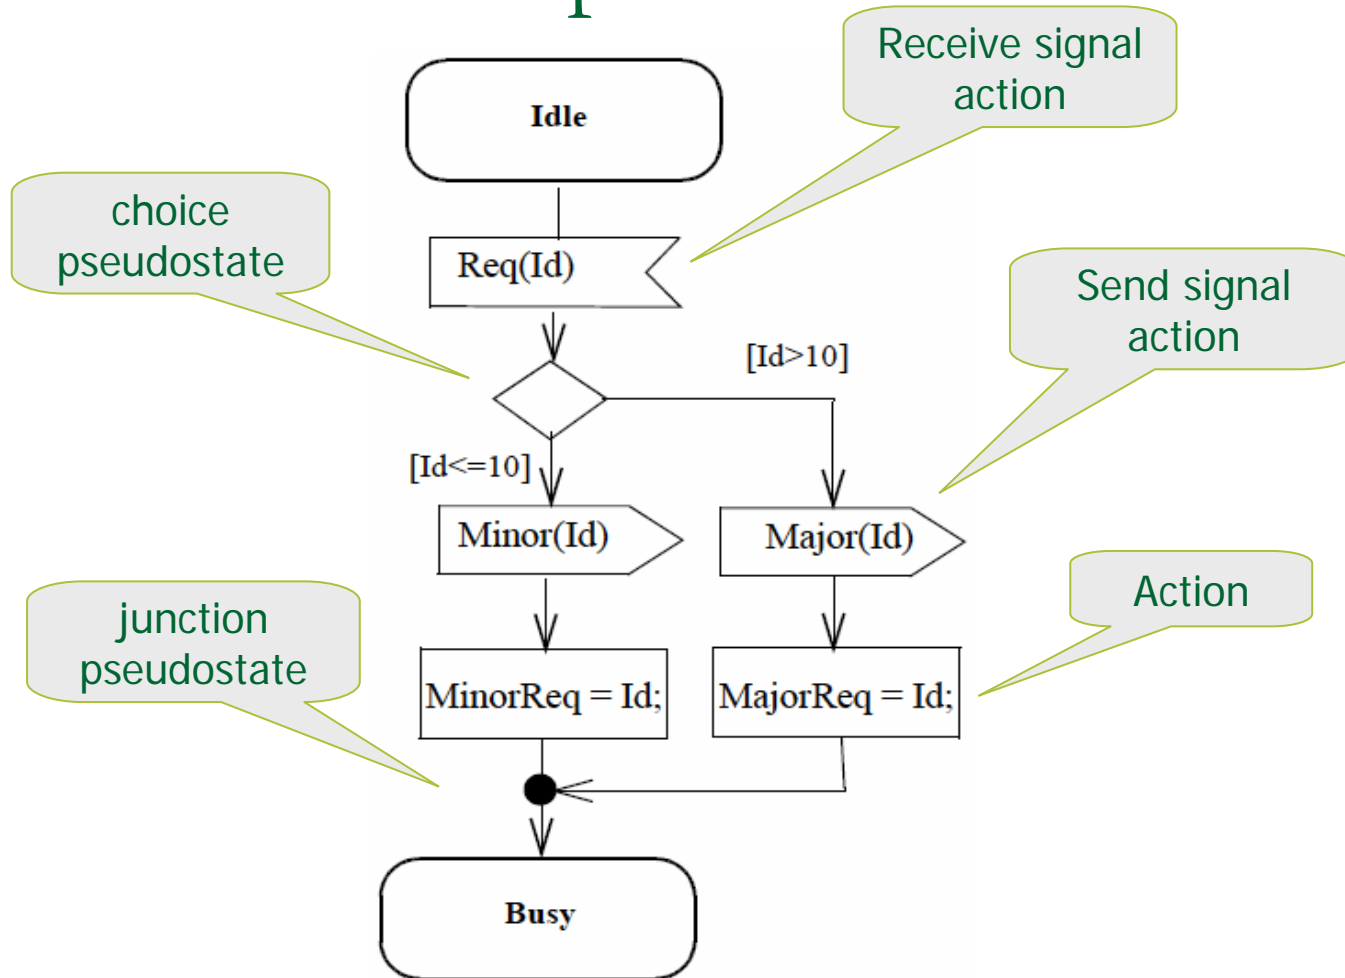 Receive signal
action
Idle
choice
pseudostate
Req(Id)
Send signal
action
[Id>10]
[Id<=10]
Minor(Id)
Major(Id)
Action
junction
pseudostate
MinorReq = Id;
MajorReq = Id;
Busy